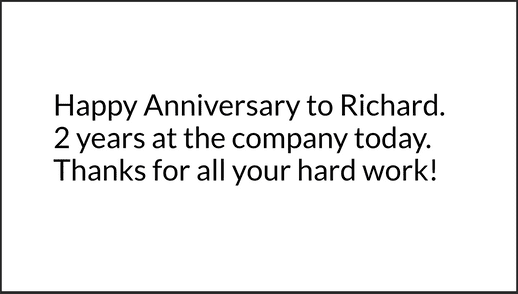 Happy Anniversary to Richard.
2 years at the company today.
Thanks for all your hard work!